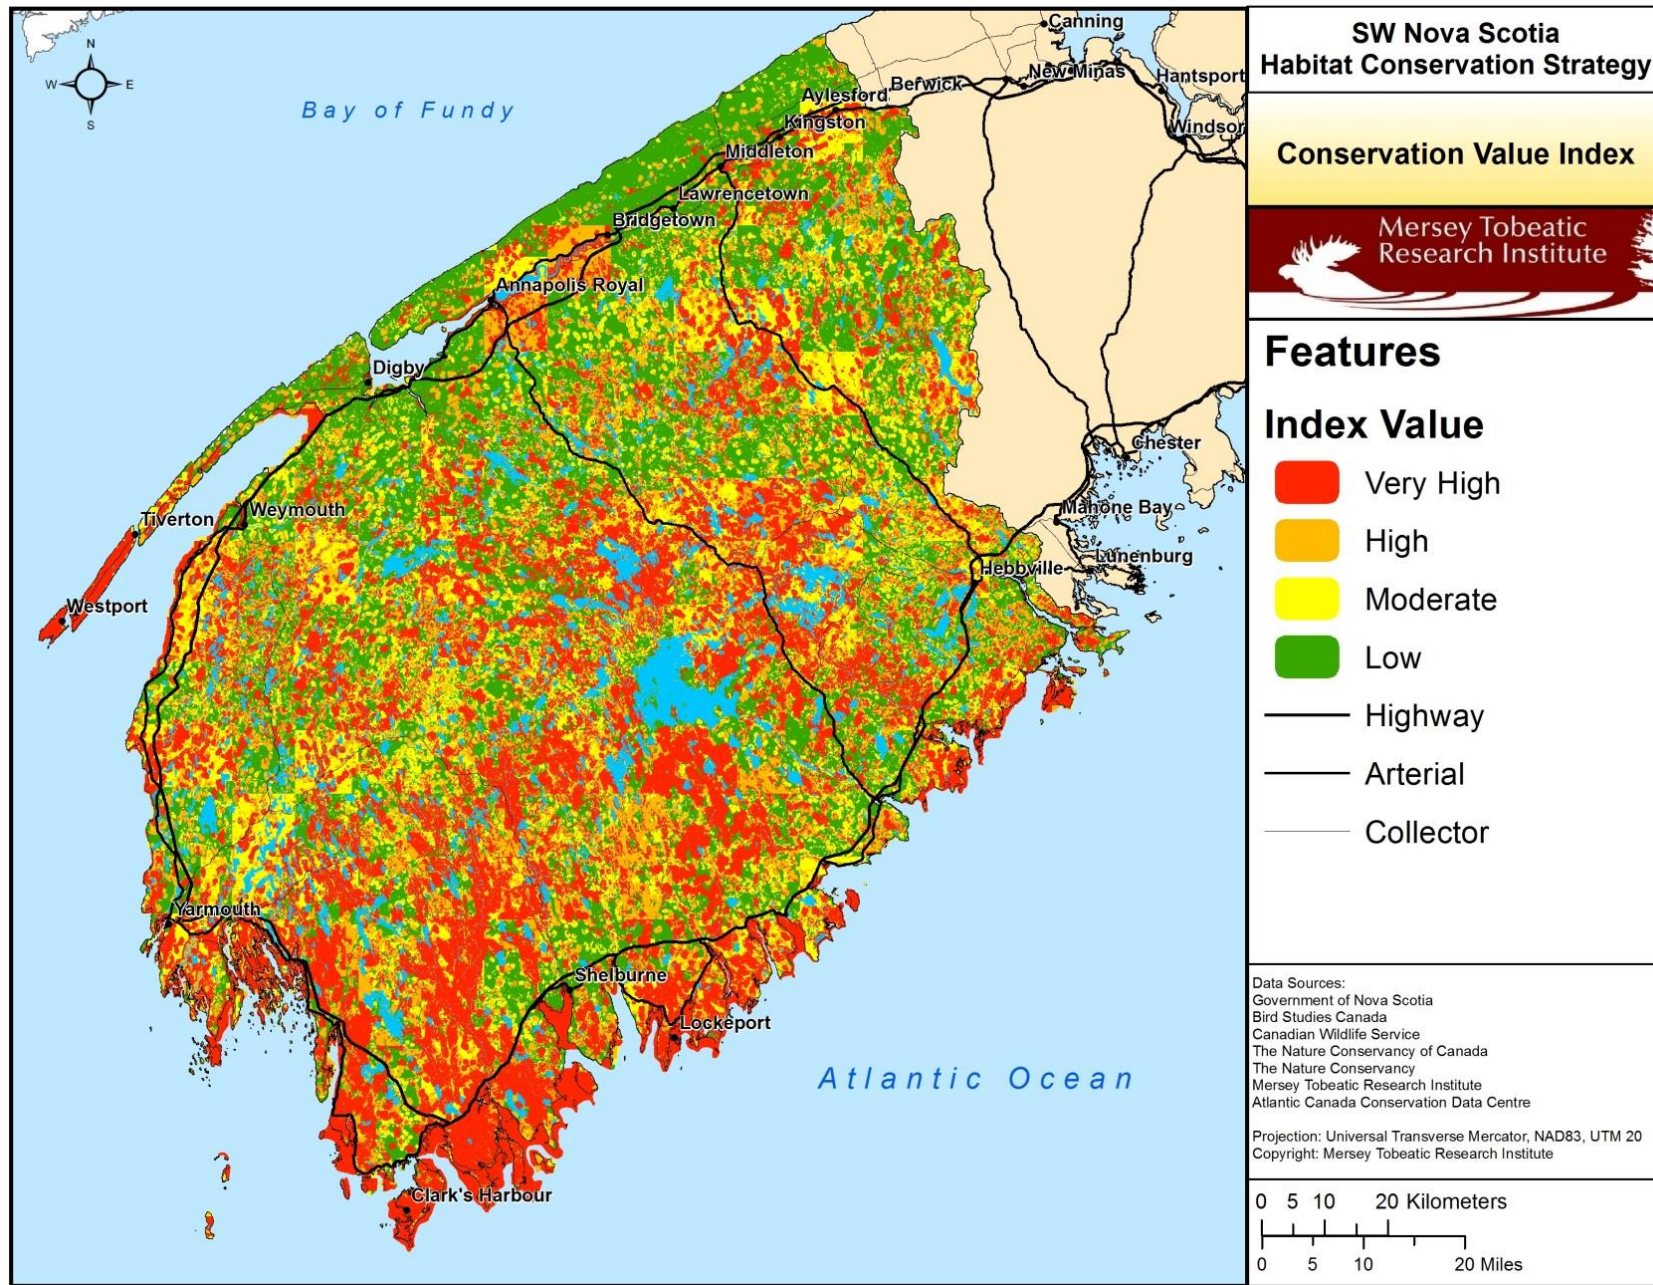 N
W
E
S
Bay of Fundy
Canning
New Minas
Hantsport
Berwick
Aylesford
Kingston
Windsor
Middleton
Lawrencetown
Bridgetown
Annapolis Royal
Digby
Chester
Weymouth
Tiverton
Mahone Bay
Lunenburg
Hebbville
Westport
Yarmouth
Shelburne
Lockeport
Atlantic Ocean
Clark's Harbour
SW Nova Scotia
Habitat Conservation Strategy
Conservation Value Index
Mersey Tobeatic
Research Institute
Features
Index Value
Very High
High
Moderate
Low
Highway
Arterial
Collector
Data Sources:
Government of Nova Scotia
Bird Studies Canada
Canadian Wildlife Service
The Nature Conservancy of Canada
The Nature Conservancy
Mersey Tobeatic Research Institute
Atlantic Canada Conservation Data Centre
Projection: Universal Transverse Mercator, NAD83, UTM 20
Copyright: Mersey Tobeatic Research Institute
0 5 10 20 Kilometers
0 5 10 20 Miles